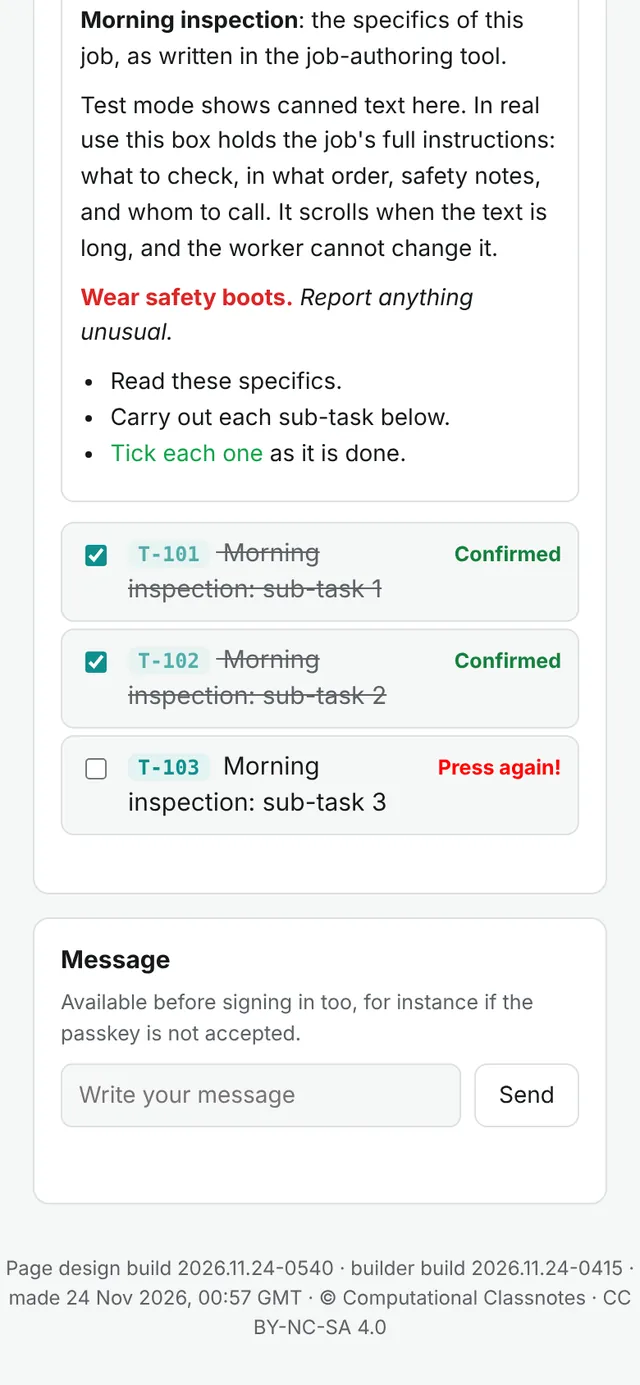 Morning inspection: the specifics of this
job, as written in the job-authoring tool.
Test mode shows canned text here. In real
use this box holds the job's full instructions:
what to check, in what order, safety notes,
and whom to call. It scrolls when the text is
long, and the worker cannot change it.
Wear safety boots. Report anything
unusual.
• Read these specifics.
• Carry out each sub-task below.
• Tick each one as it is done.
T-101 Morning Confirmed
inspection: sub-task 1
T-102 Morning Confirmed
inspection: sub-task 2
T-103 Morning Press again!
inspection: sub-task 3
Message
Available before signing in too, for instance if the
passkey is not accepted.
Write your message Send
Page design build 2026.11.24-0540 · builder build 2026.11.24-0415 ·
made 24 Nov 2026, 00:57 GMT · © Computational Classnotes · CC
BY-NC-SA 4.0